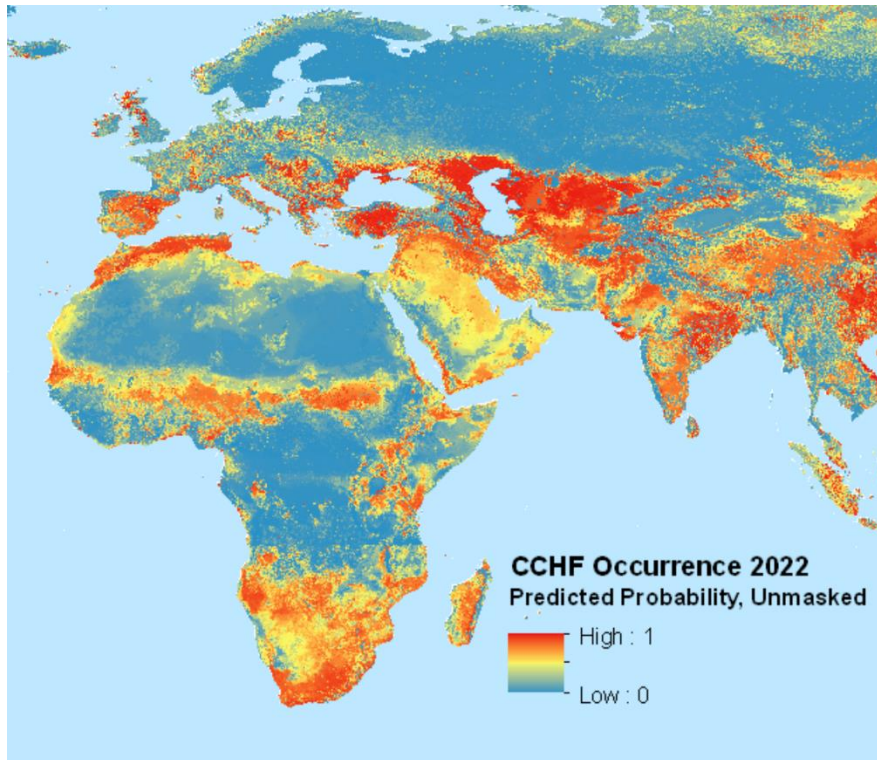 CCHF Occurrence 2022
Predicted Probability, Unmasked
High : 1
Low : 0